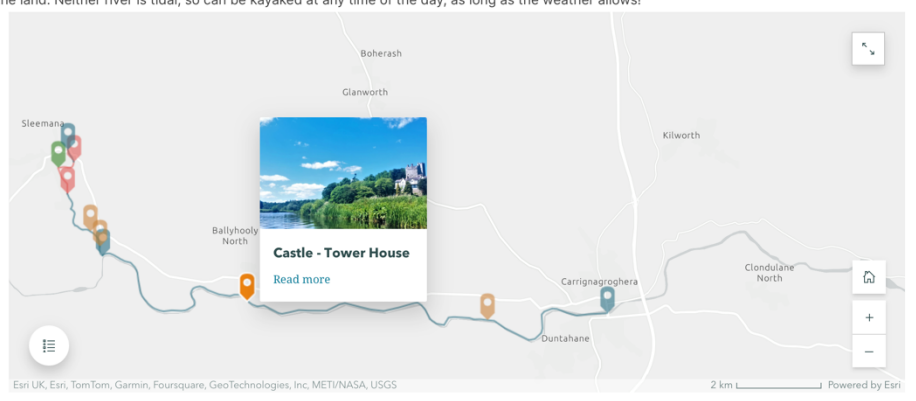 he land. Neither river is tidal, so can be kayaked at any time of the day, as long as the weather allows!
Boherash
Glanworth
Sleemana
Kilworth
Ballyhooly
North
Castle - Tower House
Read more
Clondulane
North
Carrignagroghera
+
Duntahane
−
Esri UK, Esri, TomTom, Garmin, Foursquare, GeoTechnologies, Inc, METI/NASA, USGS
2 km
Powered by Esri